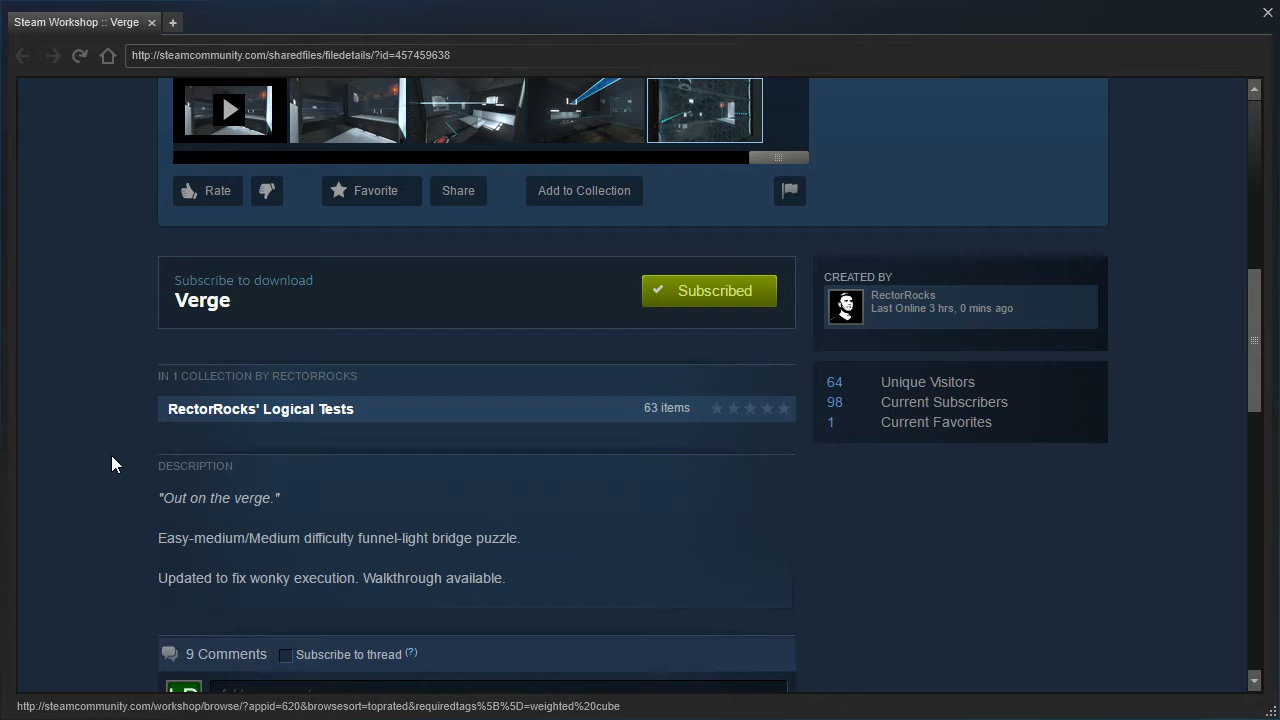 Steam Workshop :: Verge
http://steamcommunity.com/sharedfiles/filedetails/?id=457459638
Rate
Favorite
Share
Add to Collection
Subscribe to download
Verge
Subscribed
CREATED BY
RectorRocks
Last Online 3 hrs, 0 mins ago
IN 1 COLLECTION BY RECTORROCKS
RectorRocks' Logical Tests
63 items
64 Unique Visitors
98 Current Subscribers
1 Current Favorites
DESCRIPTION
"Out on the verge."
Easy-medium/Medium difficulty funnel-light bridge puzzle.
Updated to fix wonky execution. Walkthrough available.
9 Comments
Subscribe to thread (?)
http://steamcommunity.com/workshop/browse/?appid=620&browsesort=toprated&requiredtags%5B%5D=weighted%20cube